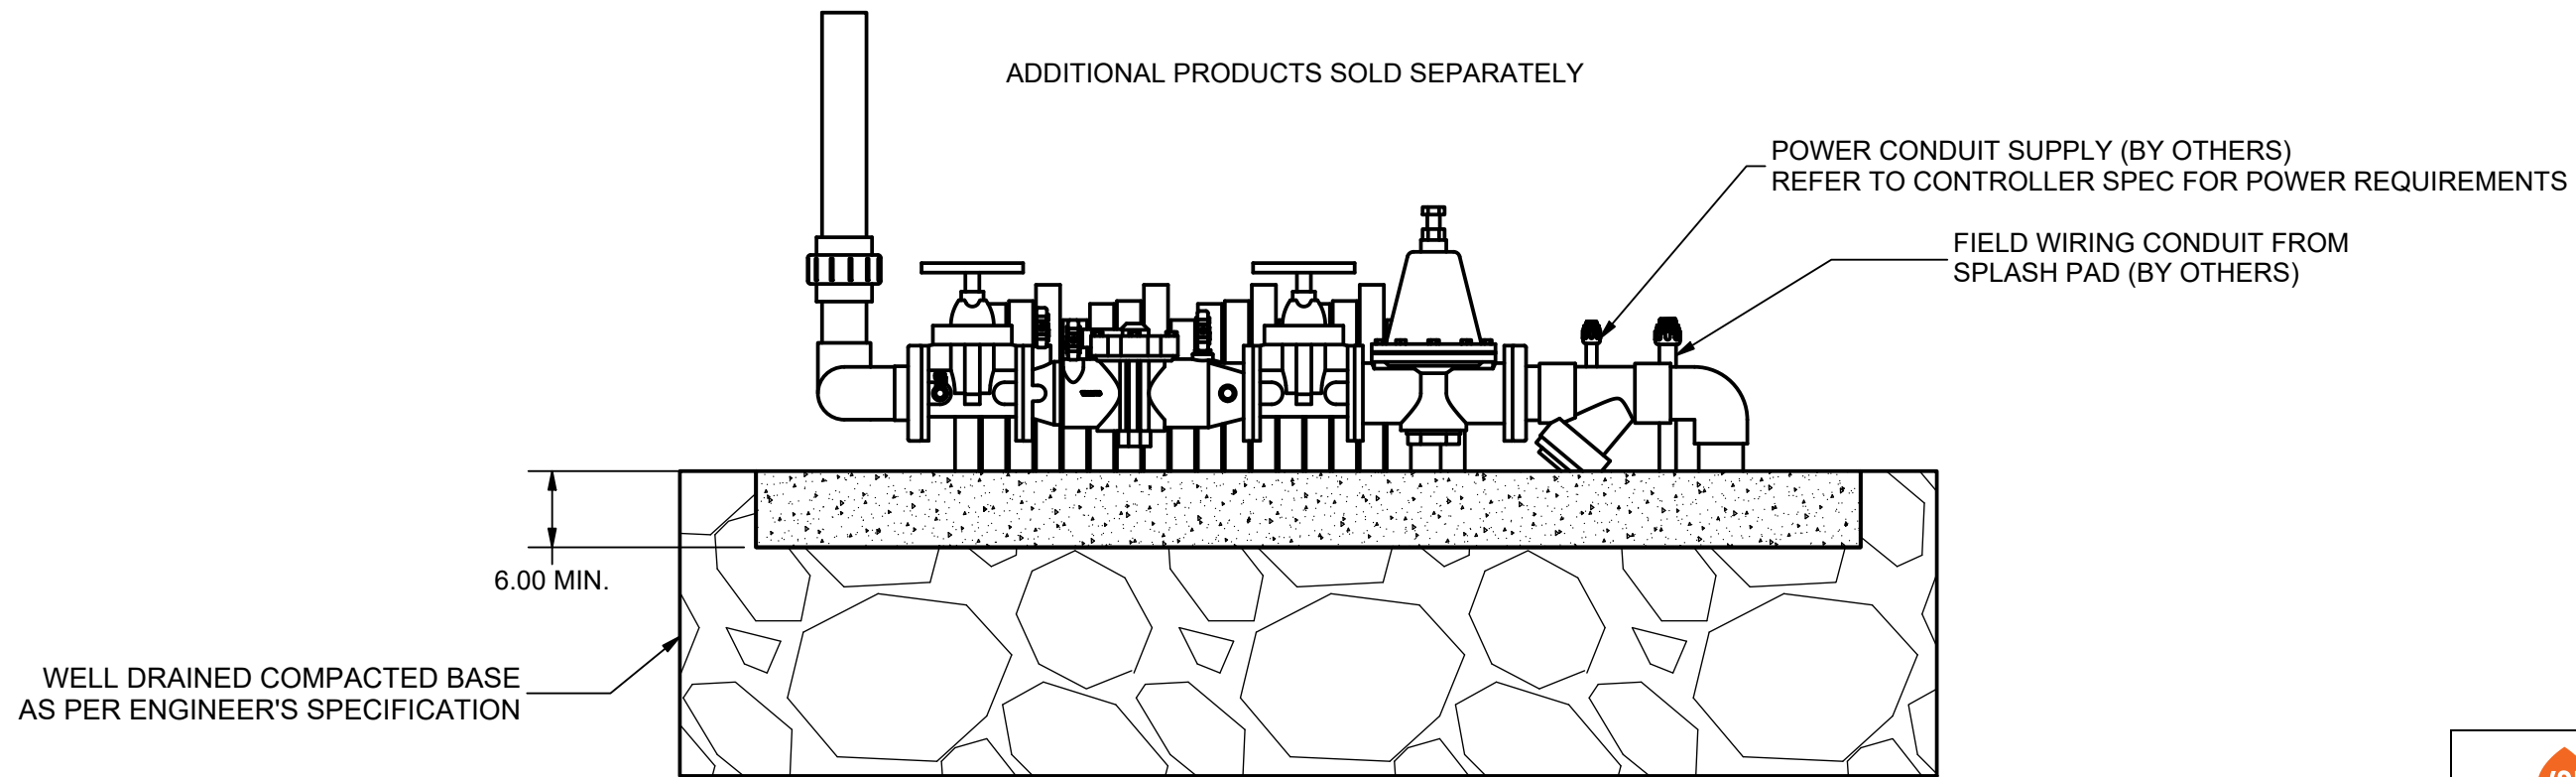 ADDITIONAL PRODUCTS SOLD SEPARATELY
POWER CONDUIT SUPPLY (BY OTHERS)
REFER TO CONTROLLER SPEC FOR POWER REQUIREMENTS
FIELD WIRING CONDUIT FROM
SPLASH PAD (BY OTHERS)
6.00 MIN.
WELL DRAINED COMPACTED BASE
AS PER ENGINEER'S SPECIFICATION